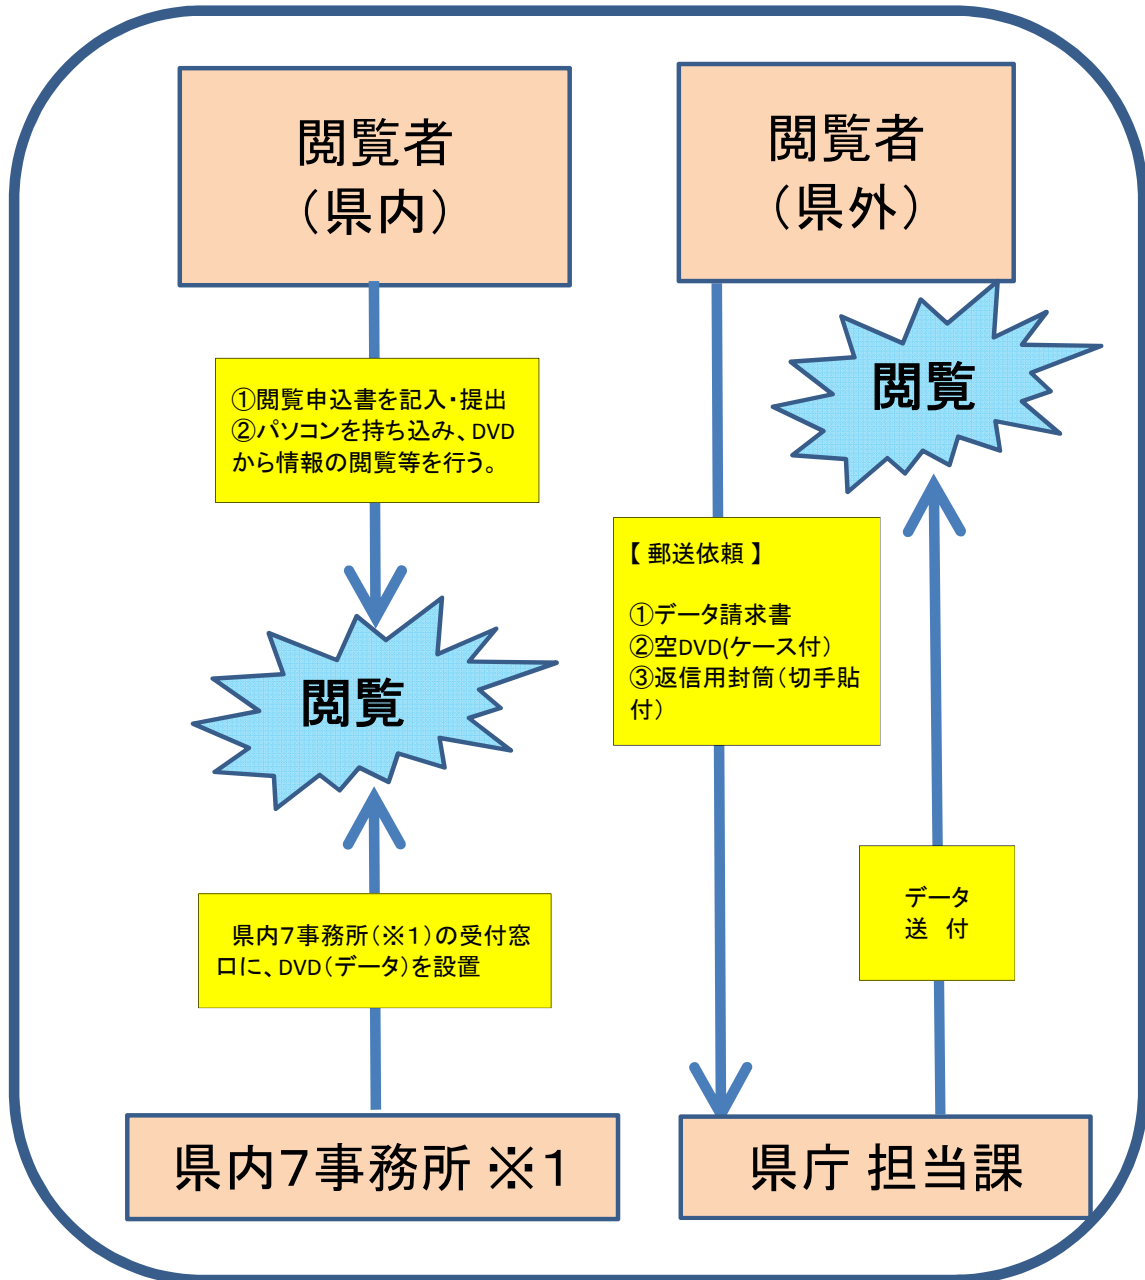 閲覧者
（県内）
①閲覧申込書を記入・提出
②パソコンを持ち込み、DVD
から情報の閲覧等を行う。
閲覧
県内７事務所（※１）の受付窓
口に、DVD（データ）を設置
県内７事務所 ※１
閲覧者
（県外）
閲覧
【 郵送依頼 】
①データ請求書
②空DVD(ケース付）
③返信用封筒（切手貼
付）
データ
送　付
県庁 担当課